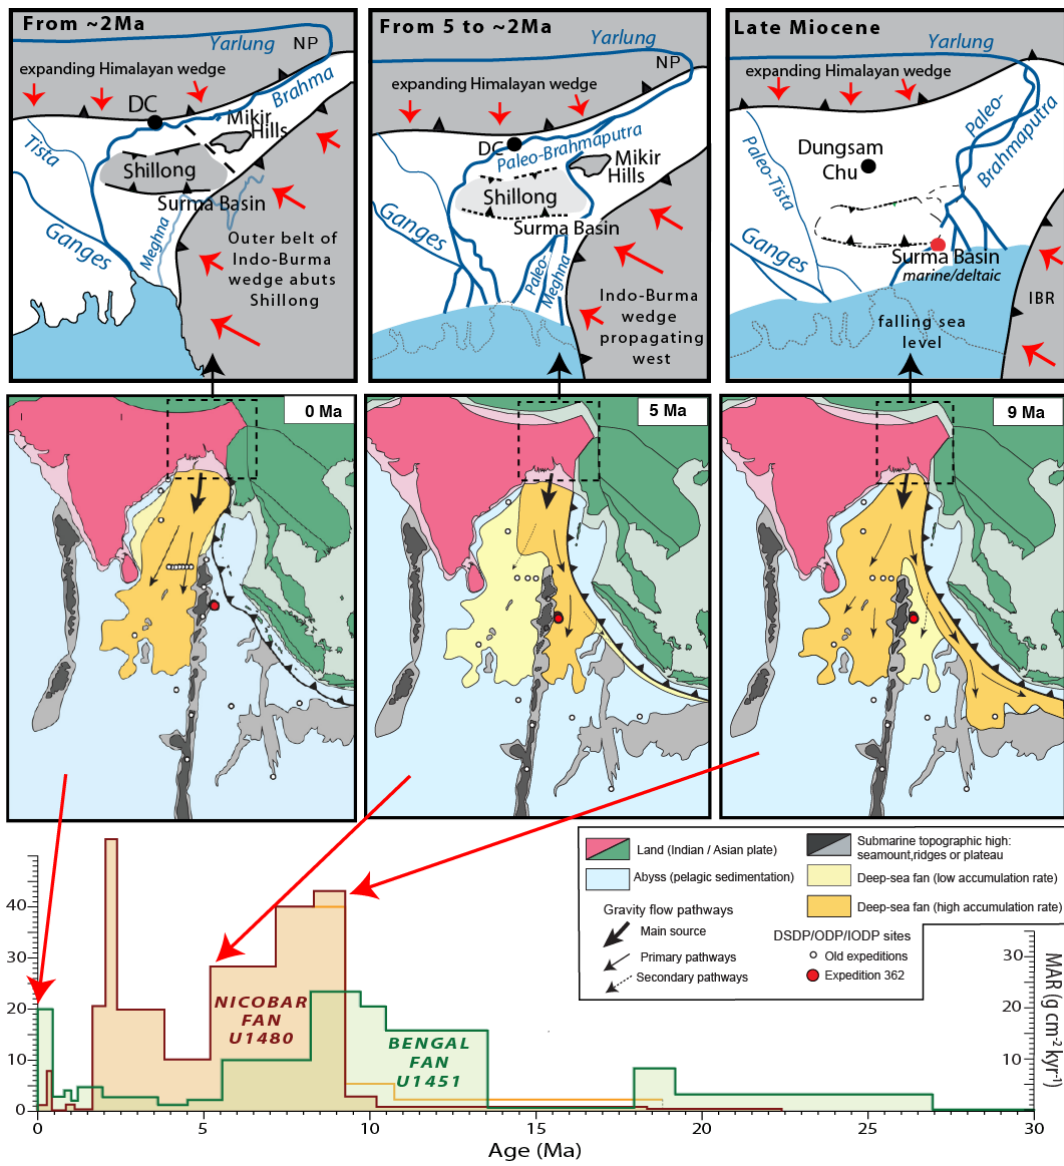 From ~2Ma
Yarlung
NP
expanding Himalayan wedge
DC
Brahma
Mikir
Hills
Tista
Shillong
Surma Basin
Meghna
Ganges
Outer belt of
Indo-Burma
wedge abuts
Shillong
From 5 to ~2Ma
Yarlung
NP
expanding Himalayan wedge
DC
Paleo-Brahmaputra
Mikir
Hills
Shillong
Surma Basin
Ganges
Paleo-
Meghna
Indo-Burma
wedge
propagating
west
Late Miocene
Yarlung
expanding Himalayan wedge
Paleo-
Brahmaputra
Dungsam
Chu
Paleo-Tista
Ganges
Surma Basin
marine/deltaic
IBR
falling sea
level
0 Ma
5 Ma
9 Ma
Land (Indian / Asian plate)
Abyss (pelagic sedimentation)
Gravity flow pathways
Main source
Primary pathways
Secondary pathways
Submarine topographic high:
seamount,ridges or plateau
Deep-sea fan (low accumulation rate)
Deep-sea fan (high accumulation rate)
DSDP/ODP/IODP sites
Old expeditions
Expedition 362
40
30
20
10
0
NICOBAR
FAN
U1480
BENGAL
FAN
U1451
30
20
10
MAR (g cm⁻² kyr⁻¹)
0 5 10 15 20 25 30
Age (Ma)